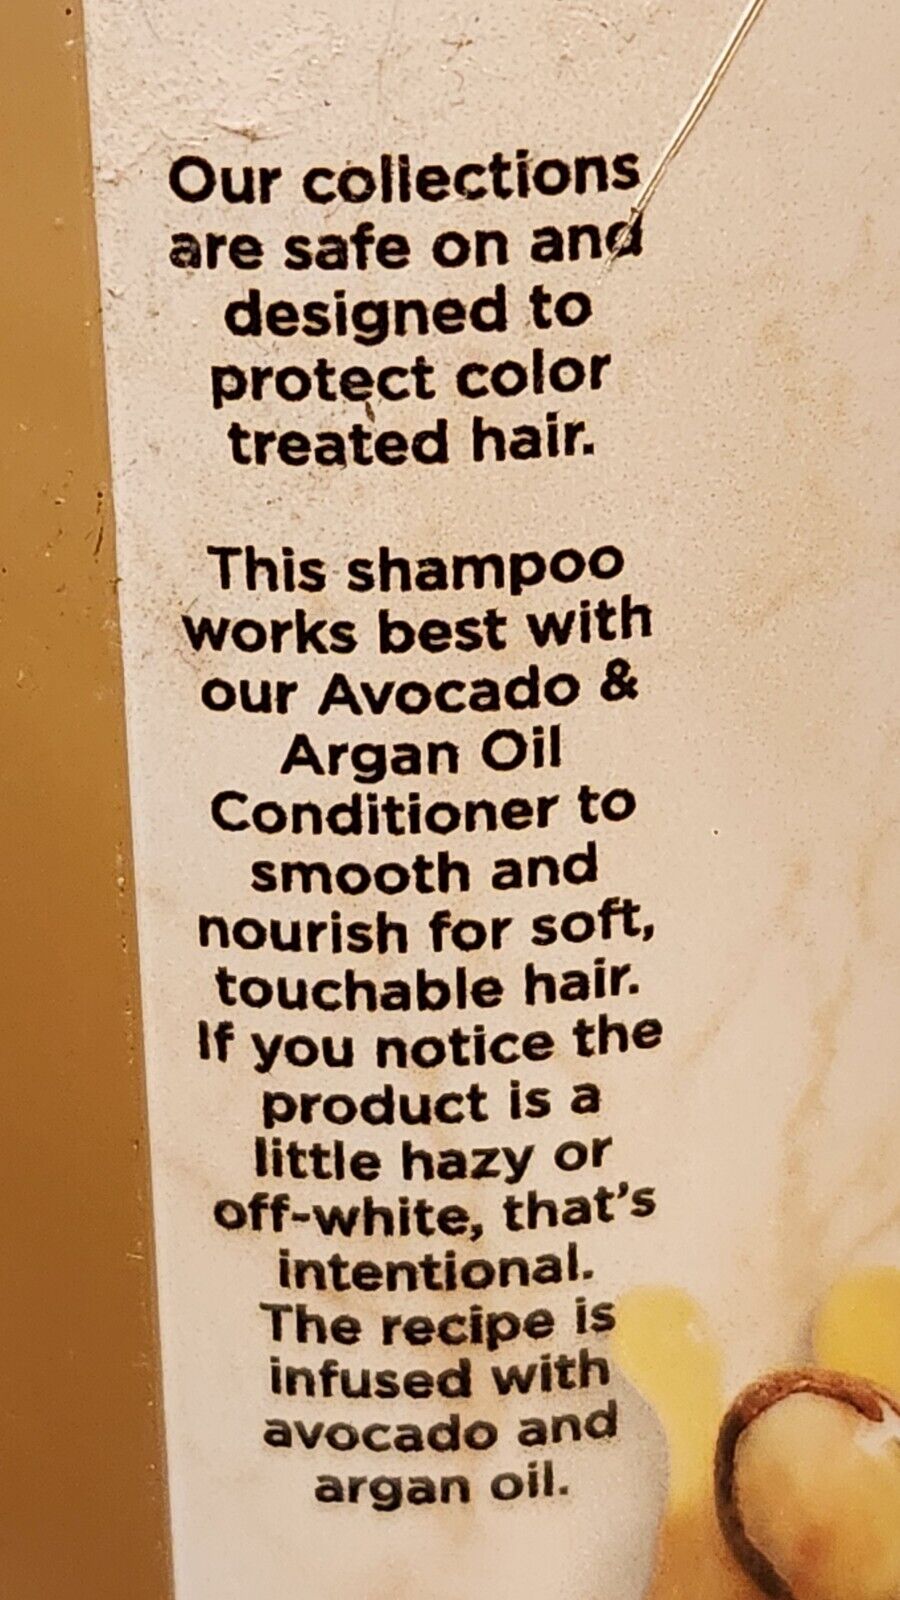 Our collections
are safe on and
designed to
protect color
treated hair.
This shampoo
works best with
our Avocado &
Argan Oil
Conditioner to
smooth and
nourish for soft,
touchable hair.
If you notice the
product is a
little hazy or
off-white, that's
intentional.
The recipe is
infused with
avocado and
argan oil.